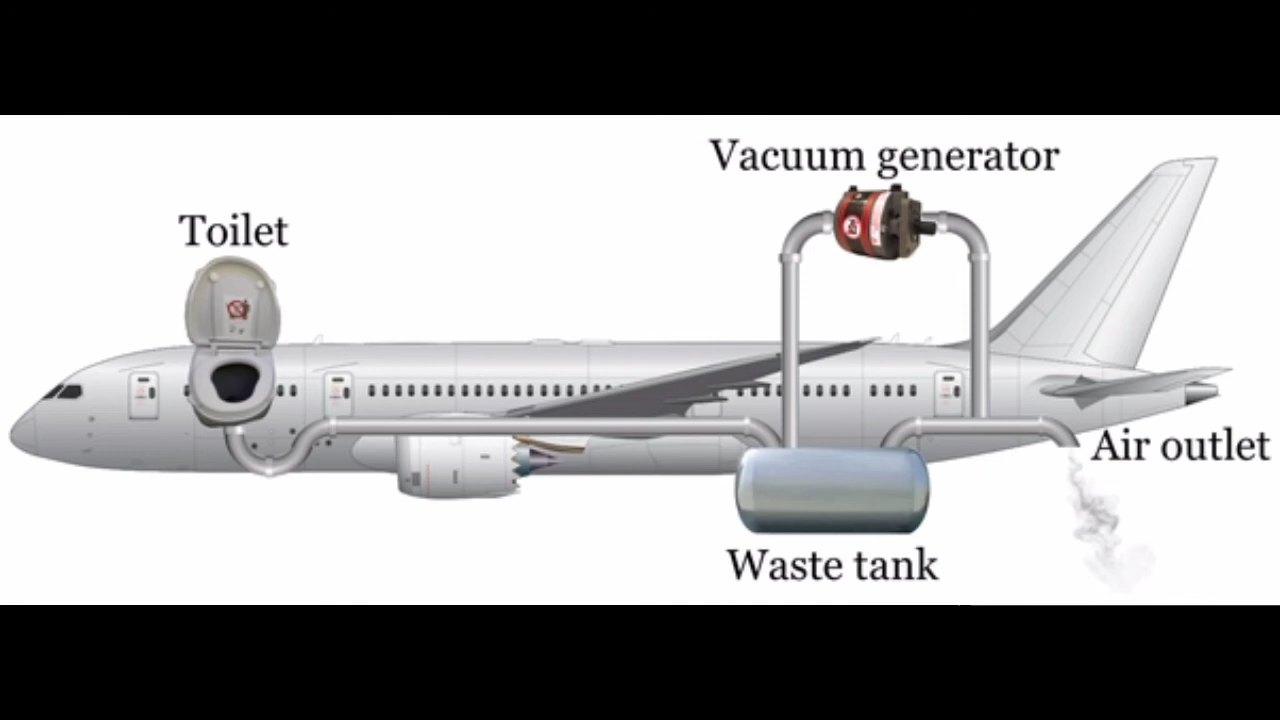 Vacuum generator
Toilet
Air outlet
Waste tank